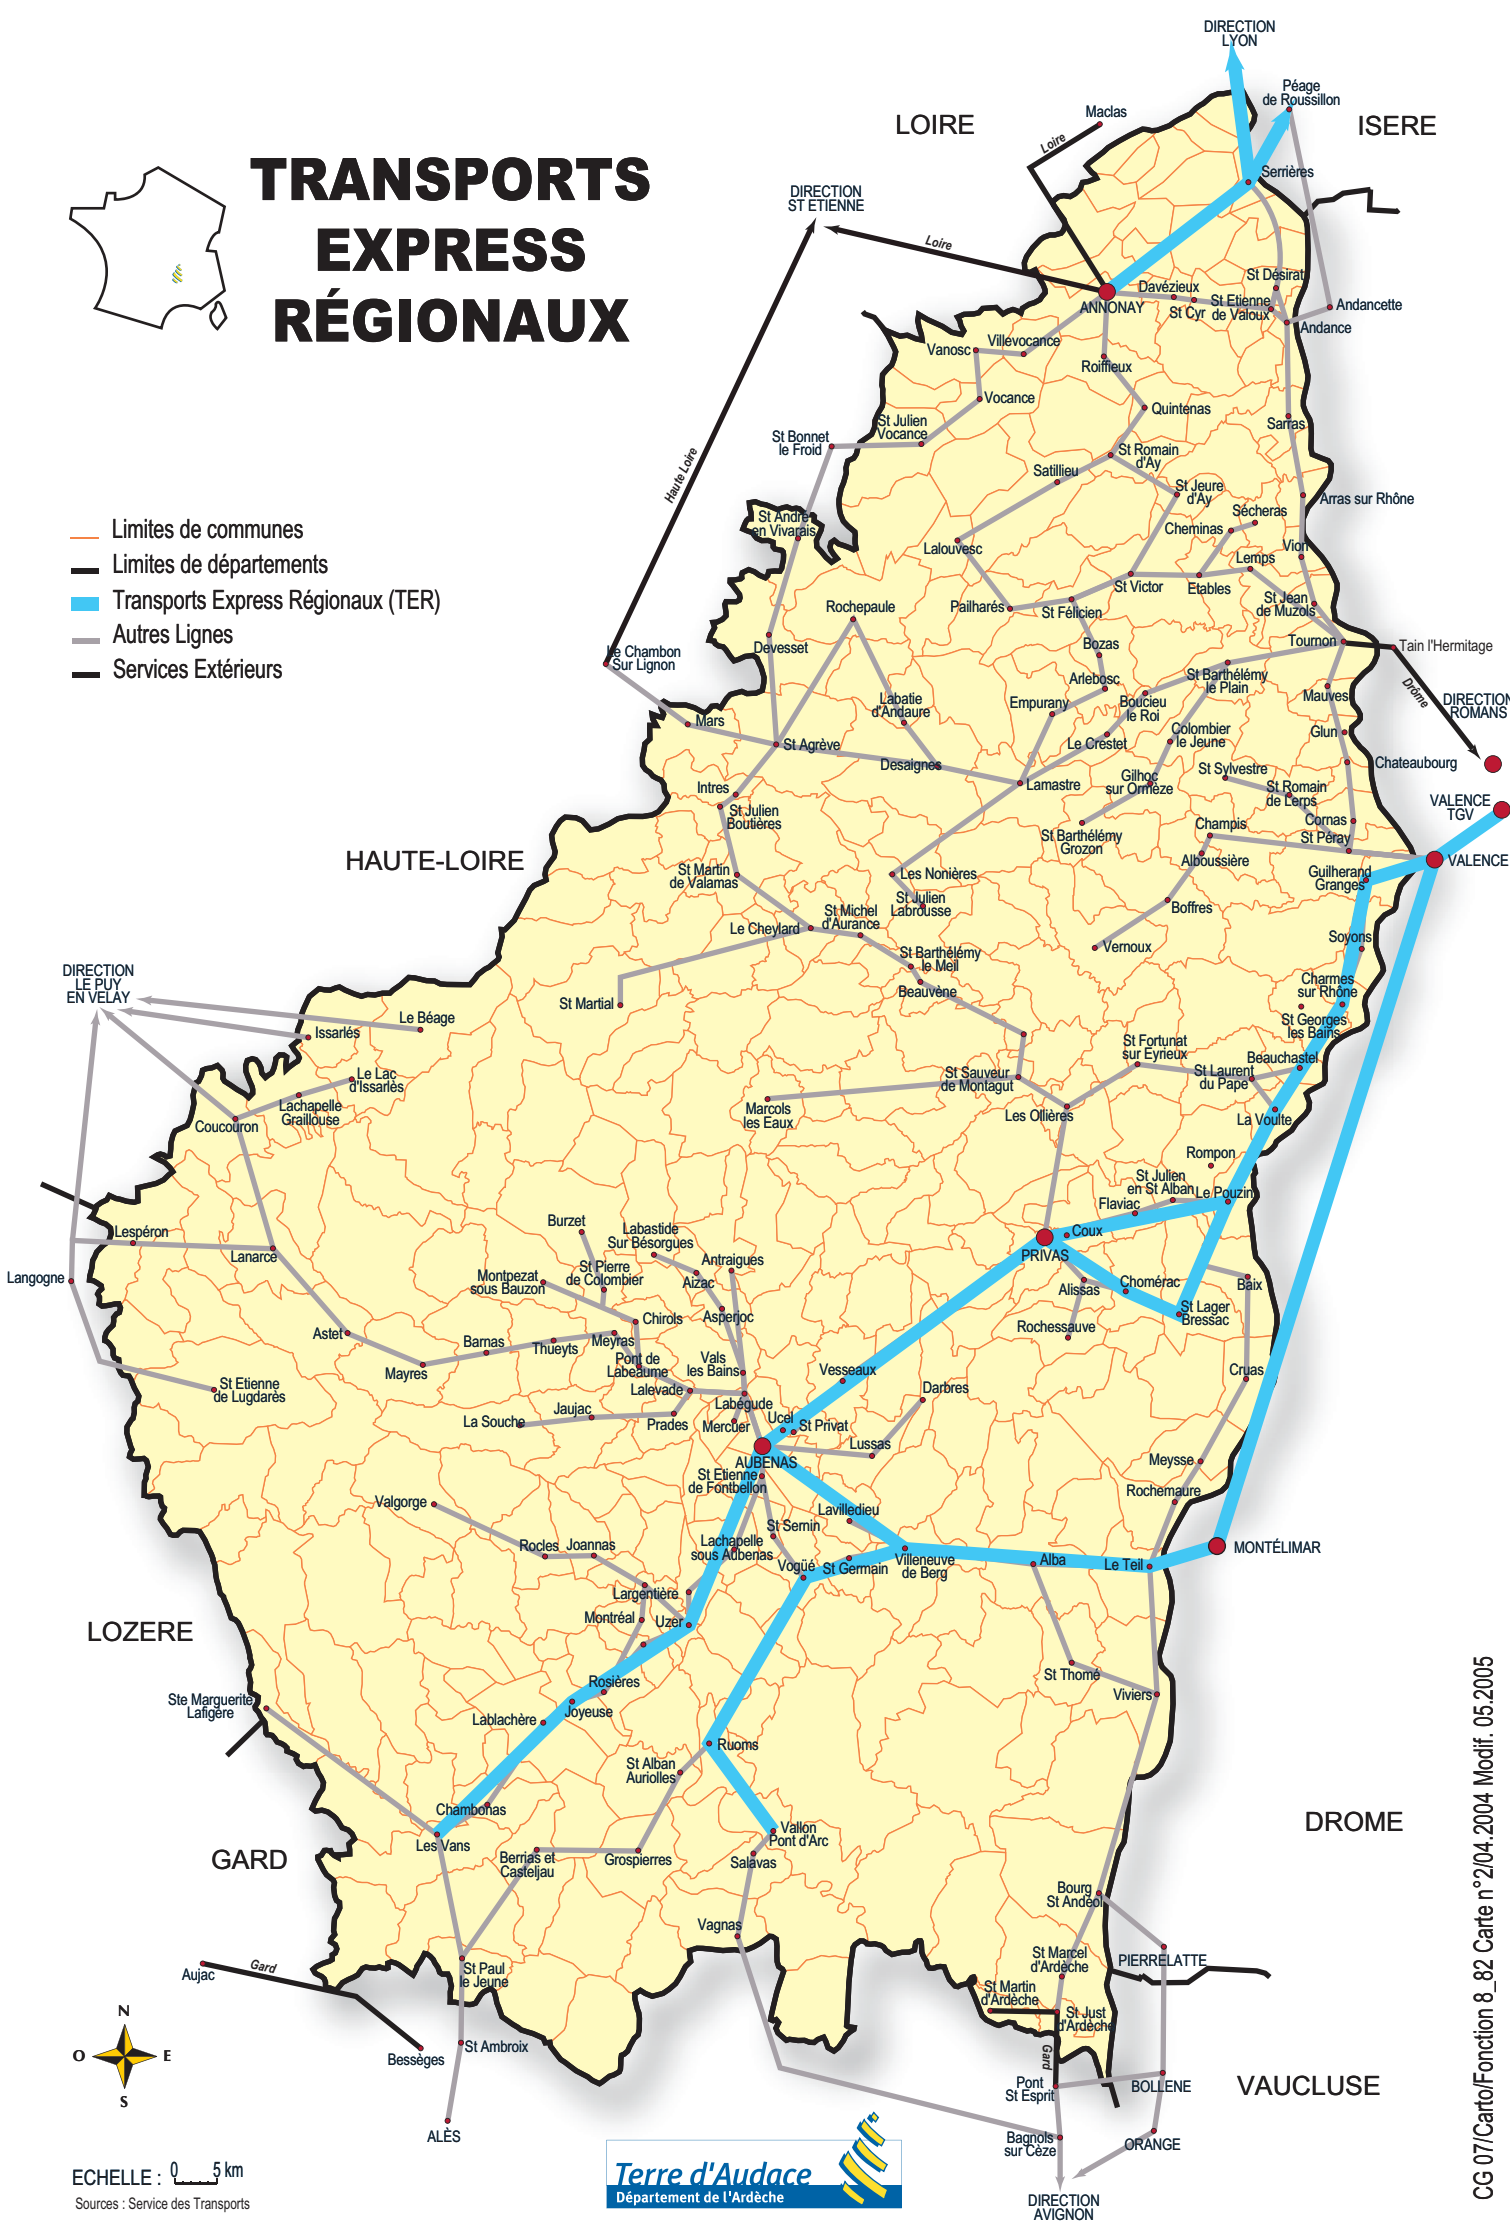 DIRECTION
LYON
Péage
de Roussillon
LOIRE
Maclas
ISERE
Loire
TRANSPORTS
EXPRESS
RÉGIONAUX
Serrières
DIRECTION
ST ETIENNE
Loire
St Désirat
Davézieux
ANNONAY
St Cyr
St Etienne
de Valoux
Andancette
Andance
Villevocance
Vanosc
Roiffieux
Vocance
Quintenas
St Julien
Vocance
Sarras
St Bonnet
le Froid
St Romain
d'Ay
Haute Loire
Satillieu
St Jeure
d'Ay
Arras sur Rhône
Sécheras
St André
en Vivarais
Cheminas
Limites de communes
Limites de départements
Transports Express Régionaux (TER)
Autres Lignes
Services Extérieurs
Lalouvesc
Vion
Lemps
St Victor
Etables
Rochepaule
Pailharés
St Félicien
St Jean
de Muzols
Le Chambon
Sur Lignon
Devesset
Bozas
Tournon
Tain l'Hermitage
Arlebosc
St Barthélémy
le Plain
Drôme
Labatie
d'Andaure
Empurany
Boucieu
le Roi
Mauves
DIRECTION
ROMANS
Mars
St Agrève
Le Crestet
Colombier
le Jeune
Glun
Desaignes
Chateaubourg
Intres
Lamastre
Gilhoc
sur Ormèze
St Sylvestre
St Romain
de Lerps
St Julien
Boutières
VALENCE
TGV
St Barthélémy
Grozon
Champis
Cornas
St Péray
HAUTE-LOIRE
Alboussière
VALENCE
St Martin
de Valamas
Les Nonières
Guilherand
Granges
St Julien
Labrousse
Boffres
St Michel
d'Aurance
Le Cheylard
Vernoux
Soyons
St Barthélémy
le Meil
DIRECTION
LE PUY
EN VELAY
Beauvène
Charmes
sur Rhône
St Martial
Le Béage
St Georges
les Bains
Issarlés
St Fortunat
sur Eyrieux
Beauchastel
Le Lac
d'Issarlès
St Sauveur
de Montagut
St Laurent
du Pape
Lachapelle
Graillouse
Marcols
les Eaux
Les Ollières
La Voulte
Coucouron
Rompon
St Julien
en St Alban
Le Pouzin
Flaviac
Burzet
Labastide
Sur Bésorgues
Coux
Lespéron
Lanarce
PRIVAS
Antraigues
Langogne
Montpezat
sous Bauzon
St Pierre
de Colombier
Aizac
Alissas
Chomérac
Baix
St Lager
Bressac
Asperjoc
Chirols
Rochessauve
Astet
Barnas
Thueyts
Meyras
Mayres
Pont de
Labeaume
Vals
les Bains
Vesseaux
Cruas
St Etienne
de Lugdarès
Lalevade
Darbres
Labégude
Jaujac
La Souche
Prades
Mercuer
Ucel
St Privat
Lussas
AUBENAS
Meysse
St Etienne
de Fontbellon
Rochemaure
Valgorge
Lavilledieu
St Sernin
Rocles
Joannas
Lachapelle
sous Aubenas
MONTÉLIMAR
Vogüé
St Germain
Villeneuve
de Berg
Alba
Le Teil
Largentière
LOZERE
Montréal
Uzer
St Thomé
Rosières
Viviers
Ste Marguerite
Lafigère
Joyeuse
Lablachère
Ruoms
St Alban
Auriolles
Chambonas
Vallon
Pont d'Arc
DROME
Les Vans
GARD
Berrias et
Casteljau
Grospierres
Salavas
Bourg
St Andéol
Vagnas
St Marcel
d'Ardèche
PIERRELATTE
Gard
Aujac
St Paul
le Jeune
St Martin
d'Ardèche
St Just
d'Ardèche
N
O
E
S
St Ambroix
Bessèges
Gard
Pont
St Esprit
BOLLENE
VAUCLUSE
ALÈS
Bagnols
sur Cèze
ORANGE
ECHELLE : 0 5 km
Sources : Service des Transports
Terre d'Audace
Département de l'Ardèche
DIRECTION
AVIGNON
CG 07/Carto/Fonction 8_82 Carte n°2/04.2004 Modif. 05.2005